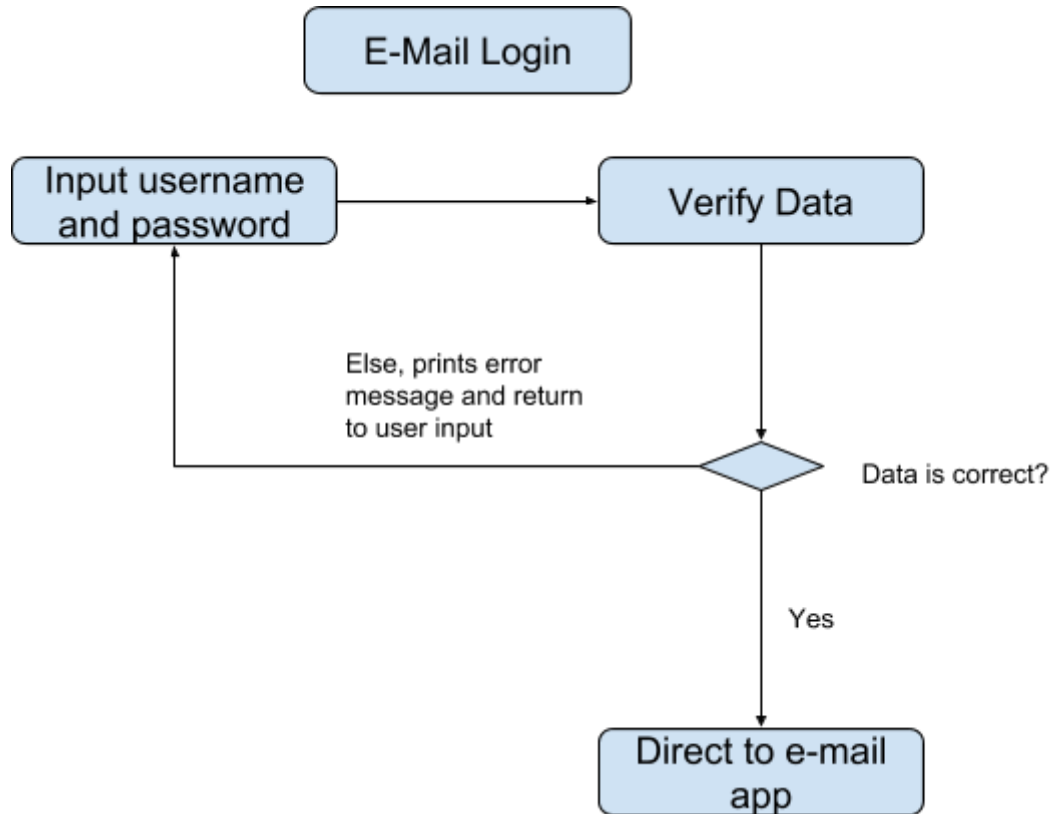 E-Mail Login
Input username
and password
Verify Data
Else, prints error
message and return
to user input
Data is correct?
Yes
Direct to e-mail
app